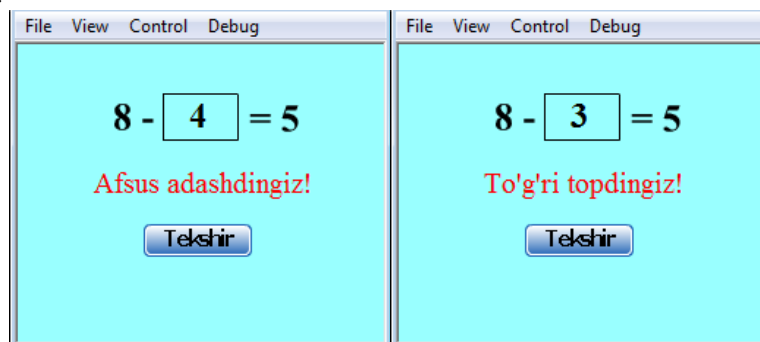 File View Control Debug
8 - 4 = 5
Afsus adashdingiz!
Tekshir
File View Control Debug
8 - 3 = 5
To'g'ri topdingiz!
Tekshir